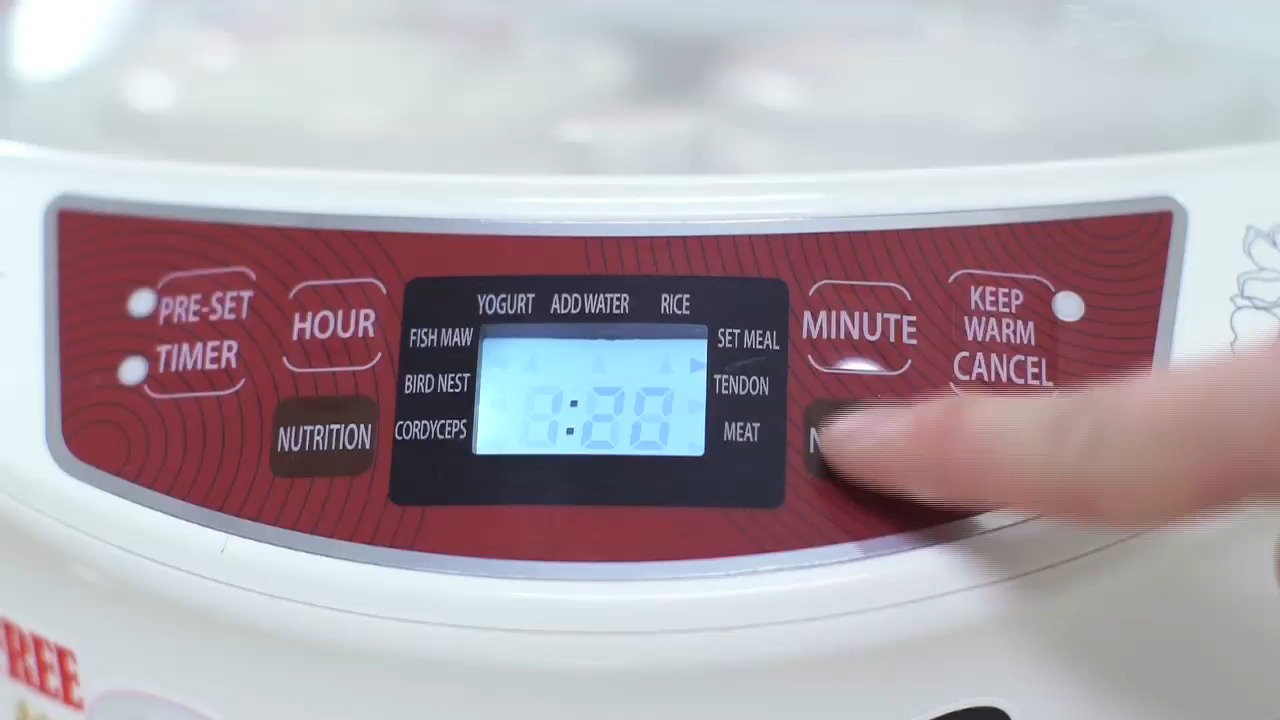 PRE-SET
TIMER
HOUR
NUTRITION
YOGURT ADD WATER RICE
FISH MAW
BIRD NEST
CORDYCEPS
1:20
SET MEAL
TENDON
MEAT
MINUTE
KEEP
WARM
CANCEL
FREE